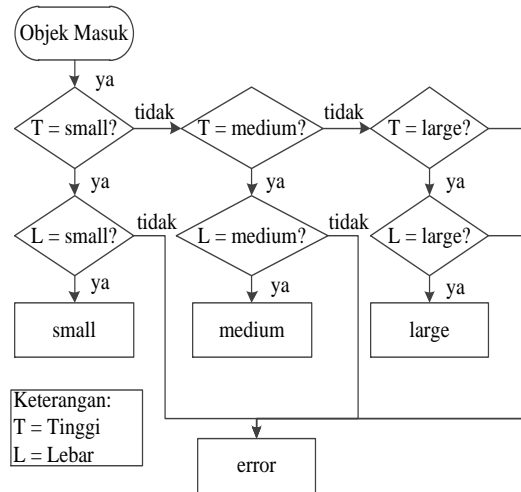 Objek Masuk
ya
T = small?
tidak
T = medium?
tidak
T = large?
ya
ya
ya
L = small?
tidak
L = medium?
tidak
L = large?
ya
ya
ya
small
medium
large
Keterangan:
T = Tinggi
L = Lebar
error